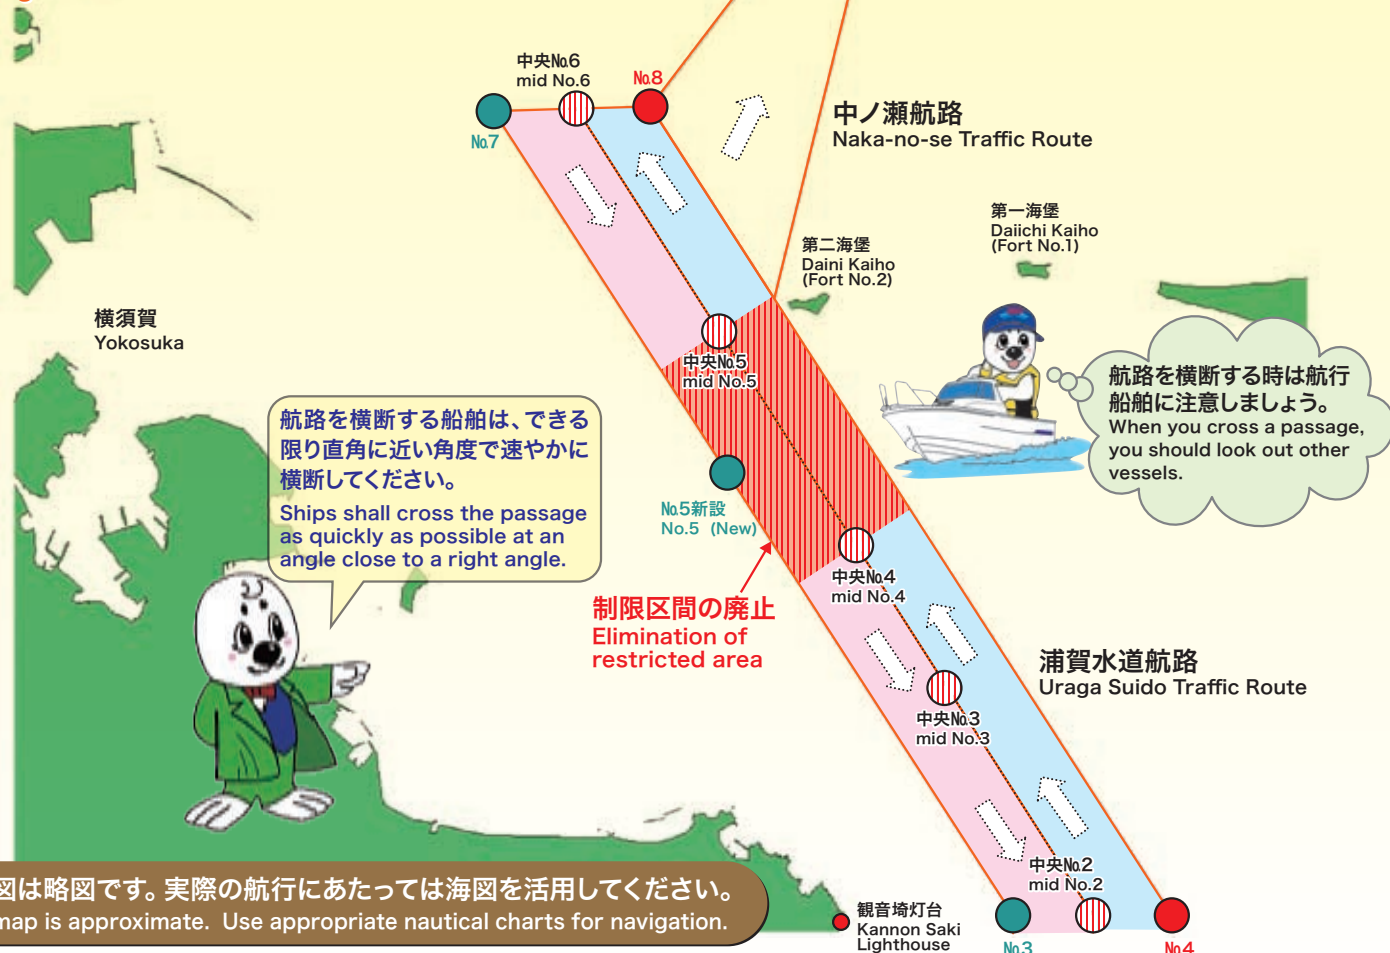 中央№6
mid No.6
№8
№7
中ノ瀬航路
Naka-no-se Traffic Route
第一海堡
Daiichi Kaiho
(Fort No.1)
第二海堡
Daini Kaiho
(Fort No.2)
横須賀
Yokosuka
中央№5
mid No.5
航路を横断する時は航行
船舶に注意しましょう。
When you cross a passage,
you should look out other
vessels.
航路を横断する船舶は、できる
限り直角に近い角度で速やかに
横断してください。
Ships shall cross the passage
as quickly as possible at an
angle close to a right angle.
№5新設
No.5 (New)
中央№4
mid No.4
制限区間の廃止
Elimination of
restricted area
浦賀水道航路
Uraga Suido Traffic Route
中央№3
mid No.3
中央№2
mid No.2
図は略図です。実際の航行にあたっては海図を活用してください。
map is approximate. Use appropriate nautical charts for navigation.
観音埼灯台
Kannon Saki
Lighthouse
№3
№4